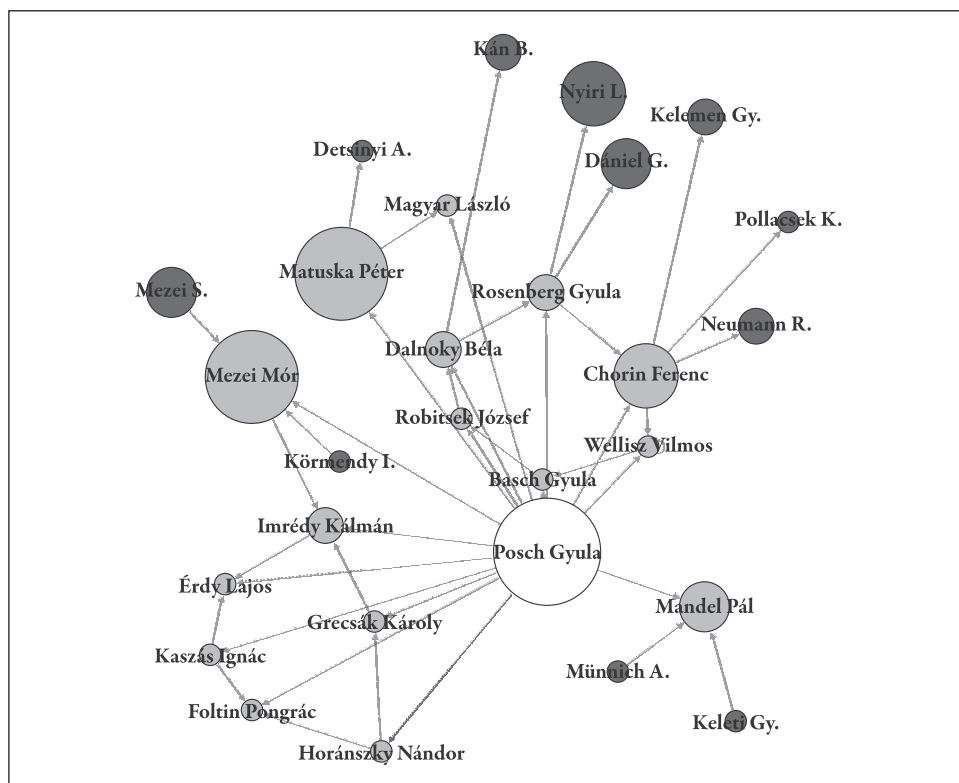 Kán B.
Nyiri L.
Kelemen Gy.
Detsinyi A.
Dániel G.
Magyar László
Pollacsek K.
Matuska Péter
Mezei S.
Rosenberg Gyula
Neumann R.
Dalnoky Béla
Mezei Mór
Chorin Ferenc
Robitsek József
Wellisz Vilmos
Körmendy I.
Basch Gyula
Imrédy Kálmán
Posch Gyula
Érdy Lajos
Mandel Pál
Grecsák Károly
Kaszás Ignác
Münnich A.
Foltin Pongrác
Keleti Gy.
Horánszky Nándor